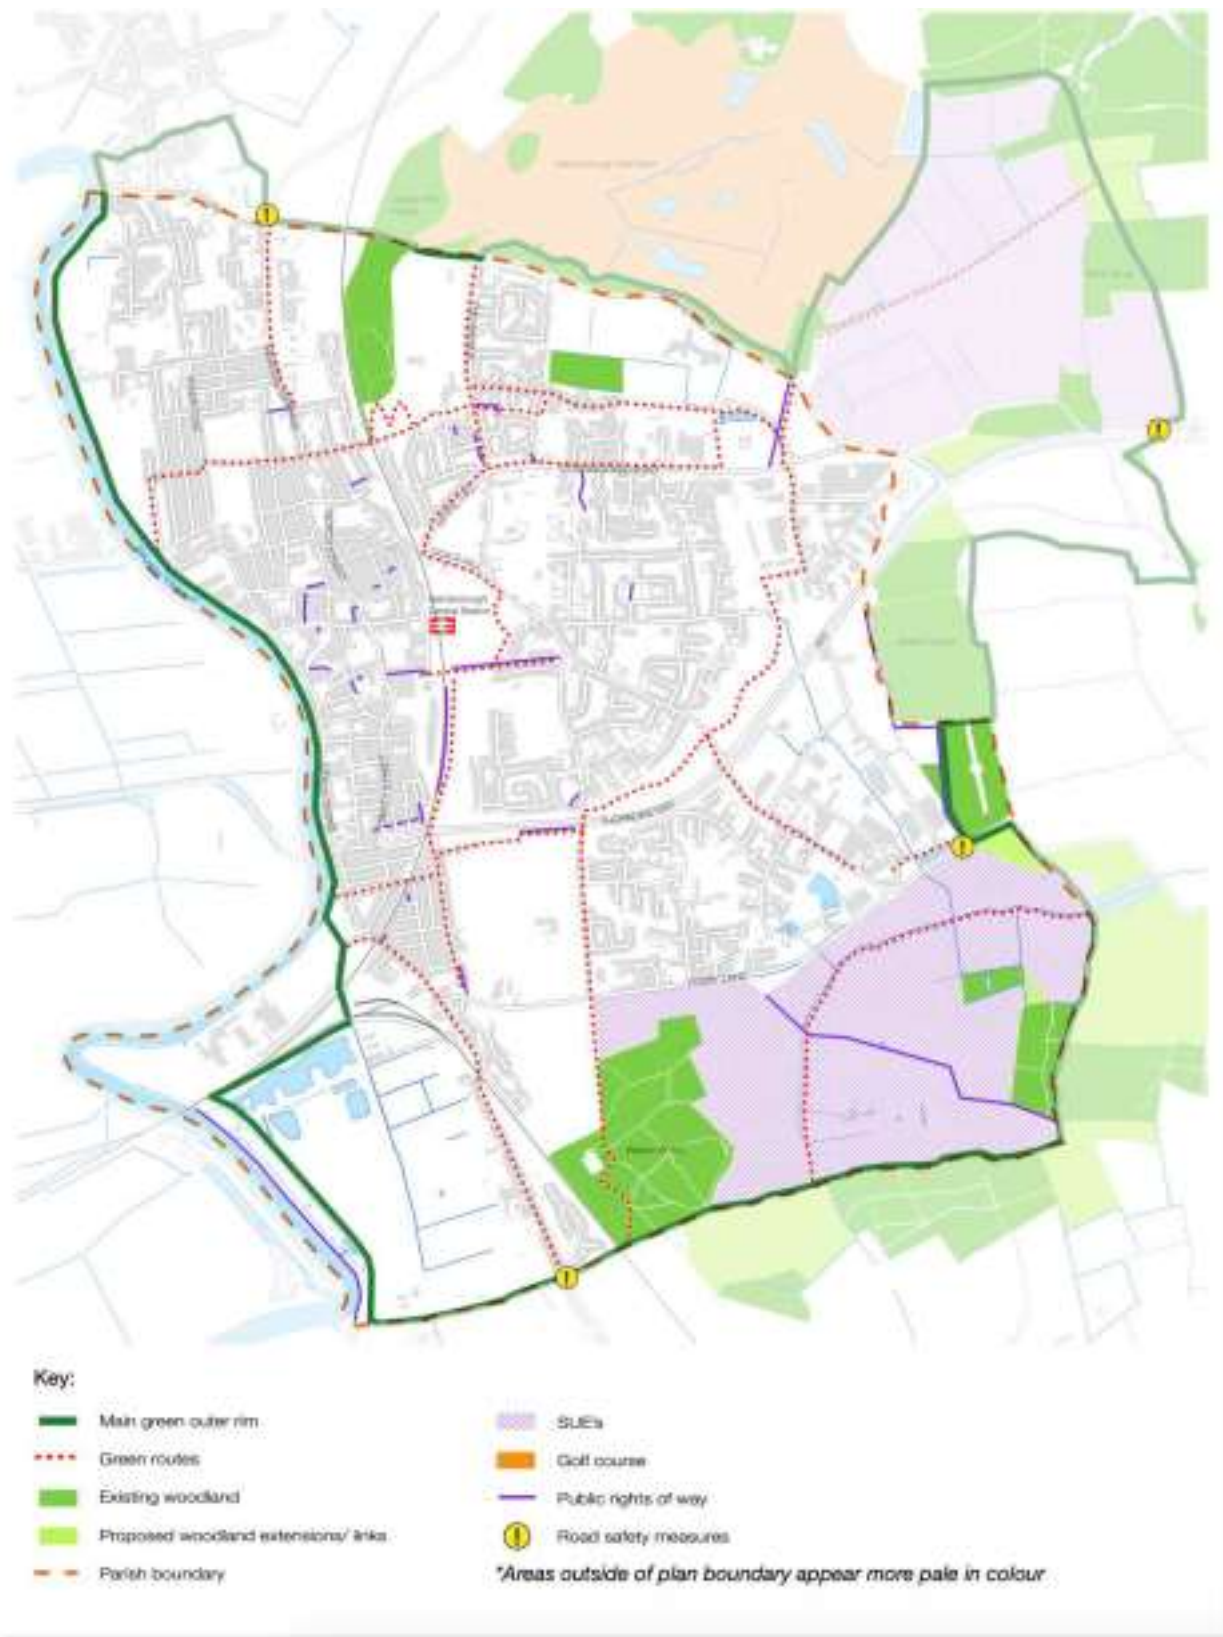 Key:
Main green outer rim
Green routes
Existing woodland
Proposed woodland extensions/ links
Parish boundary
SUE's
Golf course
Public rights of way
Road safety measures
*Areas outside of plan boundary appear more pale in colour